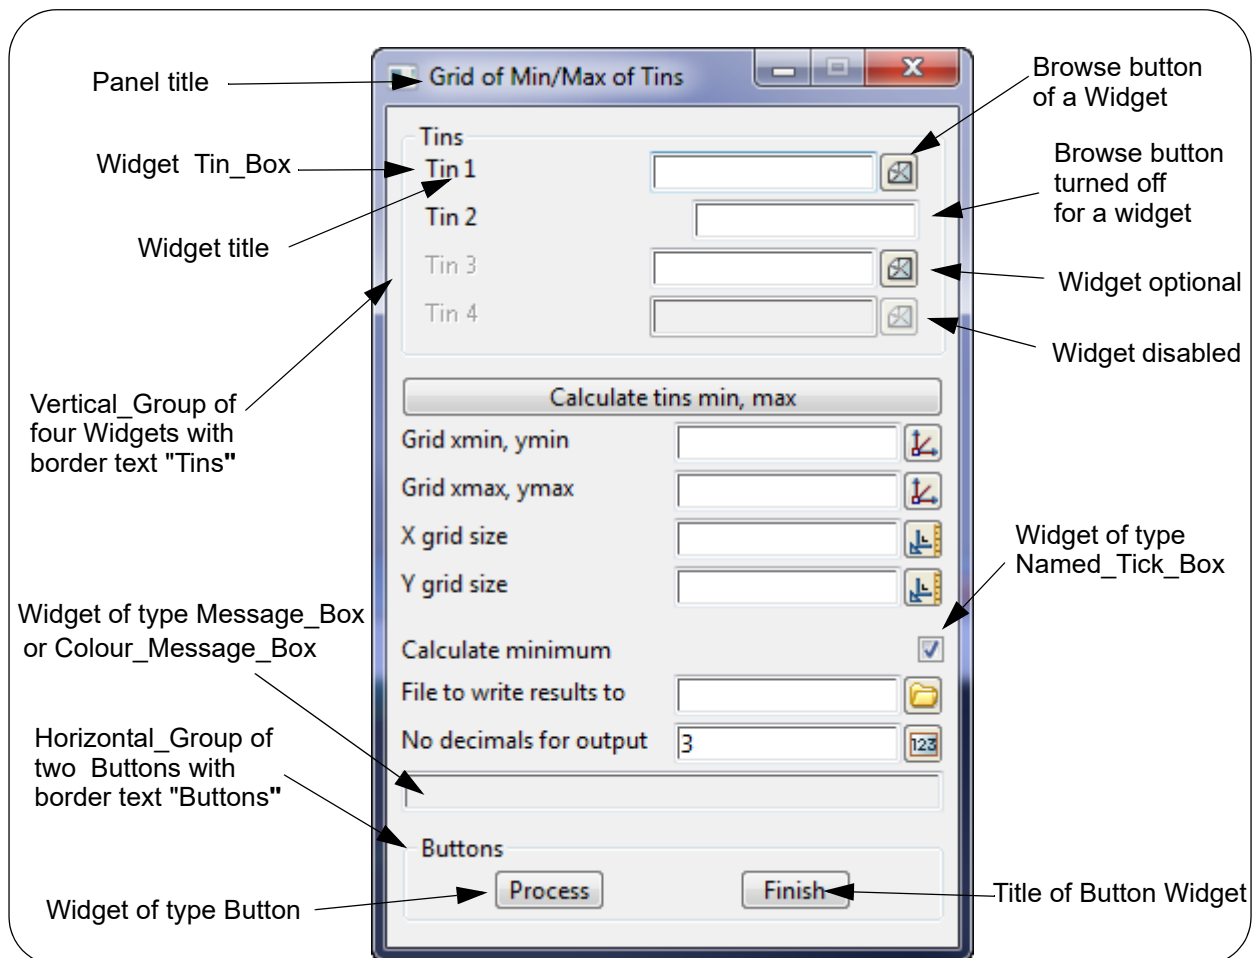 Panel title
Grid of Min/Max of Tins
Browse button
of a Widget
Tins
Widget Tin_Box
Tin 1
Browse button
turned off
for a widget
Tin 2
Widget title
Tin 3
Widget optional
Tin 4
Widget disabled
Vertical_Group of
four Widgets with
border text "Tins"
Calculate tins min, max
Grid xmin, ymin
Grid xmax, ymax
X grid size
Widget of type
Named_Tick_Box
Y grid size
Widget of type Message_Box
or Colour_Message_Box
Calculate minimum
File to write results to
No decimals for output 3 123
Horizontal_Group of
two Buttons with
border text "Buttons"
Buttons
Process Finish
Widget of type Button
Title of Button Widget